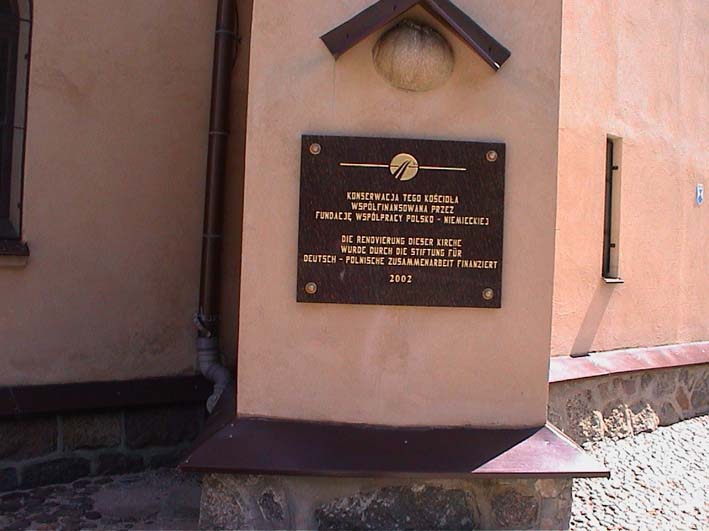 KONSERWACJA TEGO KOŚCIOŁA
WSPÓŁFINANSOWANA PRZEZ
FUNDACJĘ WSPÓŁPRACY POLSKO - NIEMIECKIEJ
DIE RENOVIERUNG DIESER KIRCHE
WURDE DURCH DIE STIFTUNG FÜR
DEUTSCH - POLNISCHE ZUSAMMENARBEIT FINANZIERT
2002